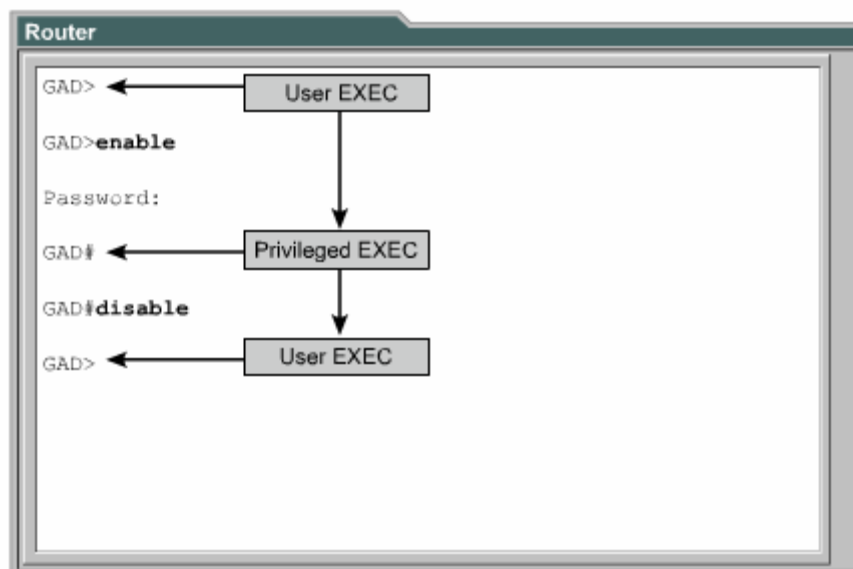 Router
GAD> User EXEC
GAD>enable
Password:
GAD# Privileged EXEC
GAD#disable
GAD> User EXEC